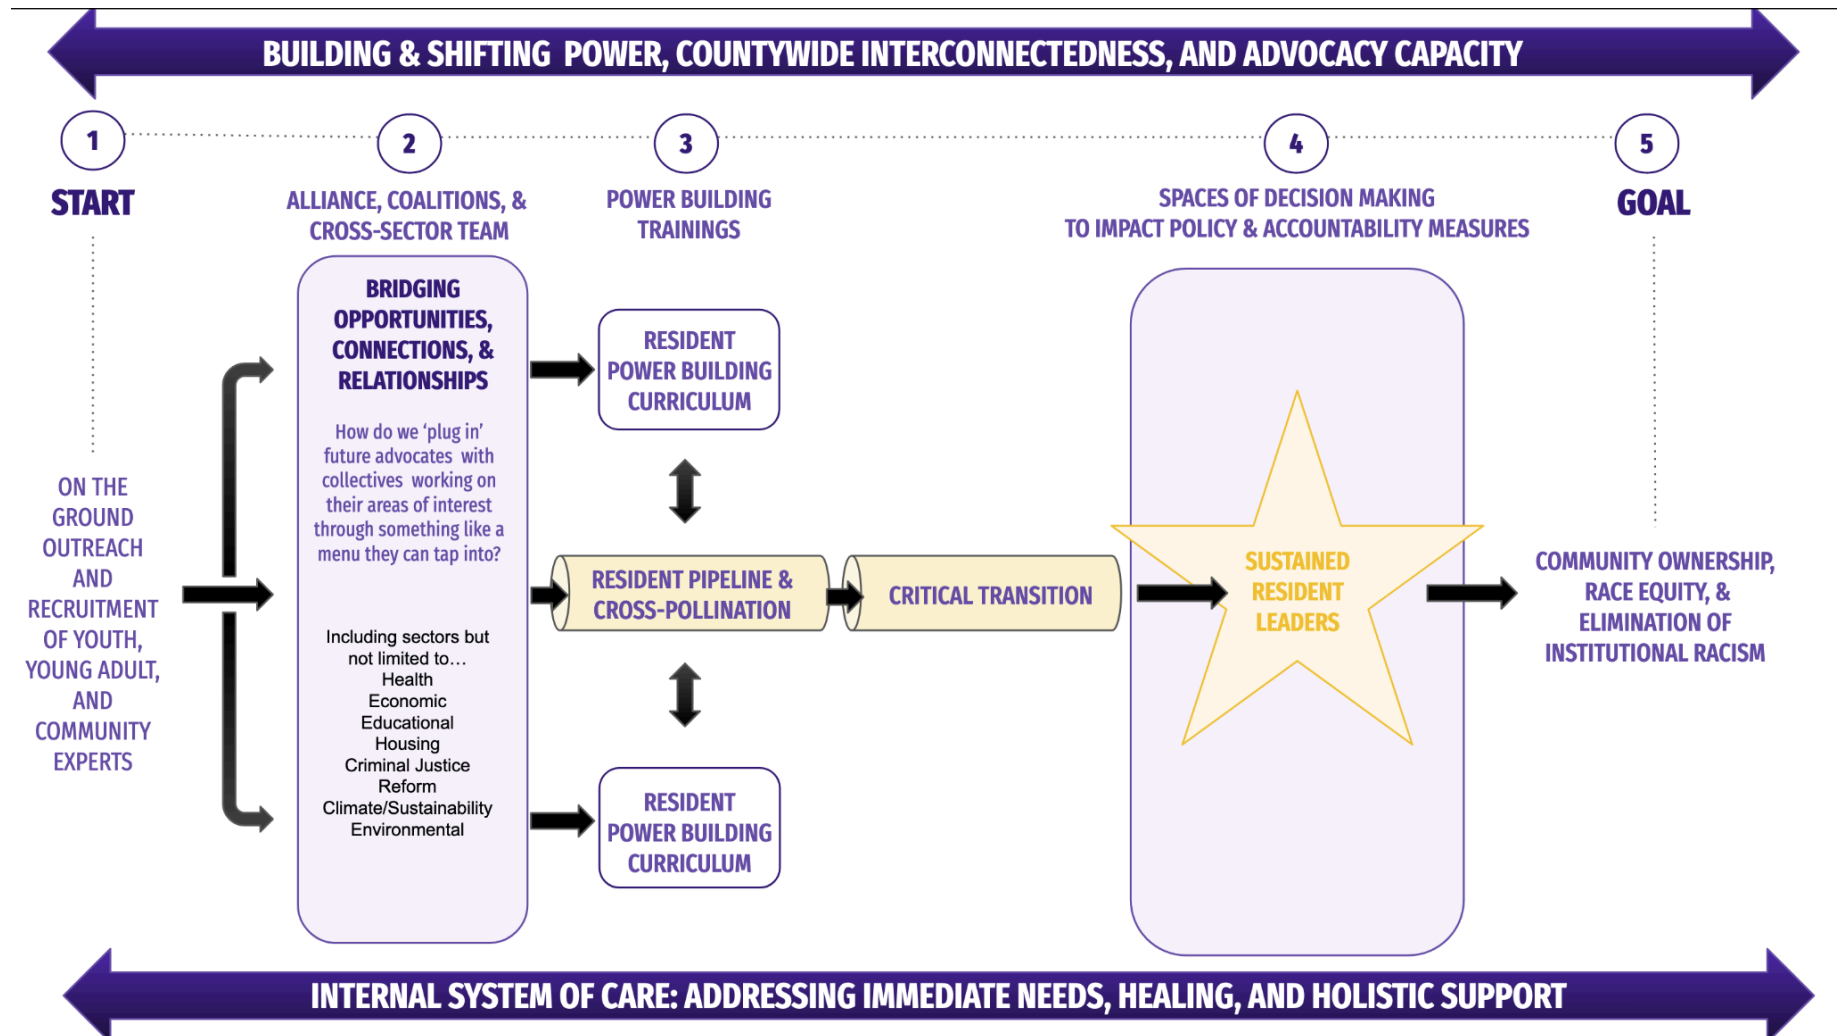 BUILDING & SHIFTING POWER, COUNTYWIDE INTERCONNECTEDNESS, AND ADVOCACY CAPACITY
1
START
ON THE
GROUND
OUTREACH
AND
RECRUITMENT
OF YOUTH,
YOUNG ADULT,
AND
COMMUNITY
EXPERTS
2
ALLIANCE, COALITIONS, &
CROSS-SECTOR TEAM
BRIDGING
OPPORTUNITIES,
CONNECTIONS, &
RELATIONSHIPS
How do we ‘plug in’
future advocates with
collectives working on
their areas of interest
through something like a
menu they can tap into?
Including sectors but
not limited to…
Health
Economic
Educational
Housing
Criminal Justice
Reform
Climate/Sustainability
Environmental
3
POWER BUILDING
TRAININGS
RESIDENT
POWER BUILDING
CURRICULUM
RESIDENT PIPELINE &
CROSS-POLLINATION
CRITICAL TRANSITION
RESIDENT
POWER BUILDING
CURRICULUM
4
SPACES OF DECISION MAKING
TO IMPACT POLICY & ACCOUNTABILITY MEASURES
SUSTAINED
RESIDENT
LEADERS
5
GOAL
COMMUNITY OWNERSHIP,
RACE EQUITY, &
ELIMINATION OF
INSTITUTIONAL RACISM
INTERNAL SYSTEM OF CARE: ADDRESSING IMMEDIATE NEEDS, HEALING, AND HOLISTIC SUPPORT